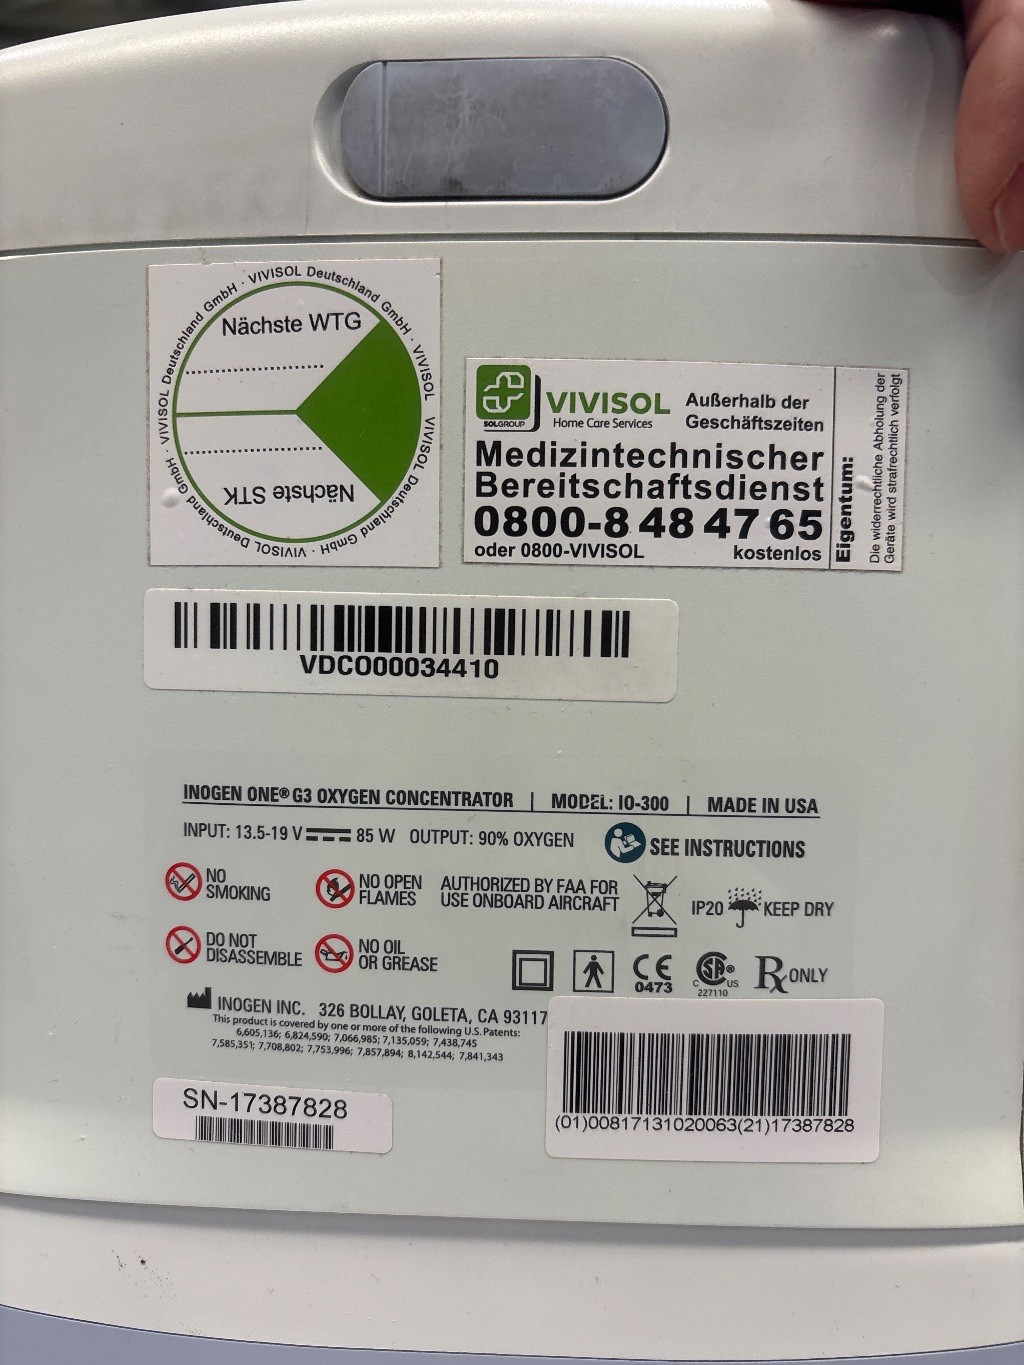 VIVISOL Deutschland GmbH · VIVISOL Deutschland GmbH · VIVISOL Deutschland GmbH · VIVISOL Deutschland GmbH ·
Nächste WTG
Nächste STK
SOLGROUP
VIVISOL
Home Care Services
Außerhalb der
Geschäftszeiten
Medizintechnischer
Bereitschaftsdienst
0800-8 48 47 65
oder 0800-VIVISOL kostenlos
Eigentum:
Die widerrechtliche Abholung der
Geräte wird strafrechtlich verfolgt
VDCO00034410
INOGEN ONE® G3 OXYGEN CONCENTRATOR | MODEL: IO-300 | MADE IN USA
INPUT: 13.5-19 V 85 W OUTPUT: 90% OXYGEN SEE INSTRUCTIONS
NO
SMOKING
NO OPEN
FLAMES
AUTHORIZED BY FAA FOR
USE ONBOARD AIRCRAFT
IP20 KEEP DRY
DO NOT
DISASSEMBLE
NO OIL
OR GREASE
CE
0473
CSA®
C US
227110
Rx ONLY
INOGEN INC. 326 BOLLAY, GOLETA, CA 93117
This product is covered by one or more of the following U.S. Patents:
6,605,136; 6,824,590; 7,066,985; 7,135,059; 7,438,745
7,585,351; 7,708,802; 7,753,996; 7,857,894; 8,142,544; 7,841,343
SN-17387828
(01)00817131020063(21)17387828